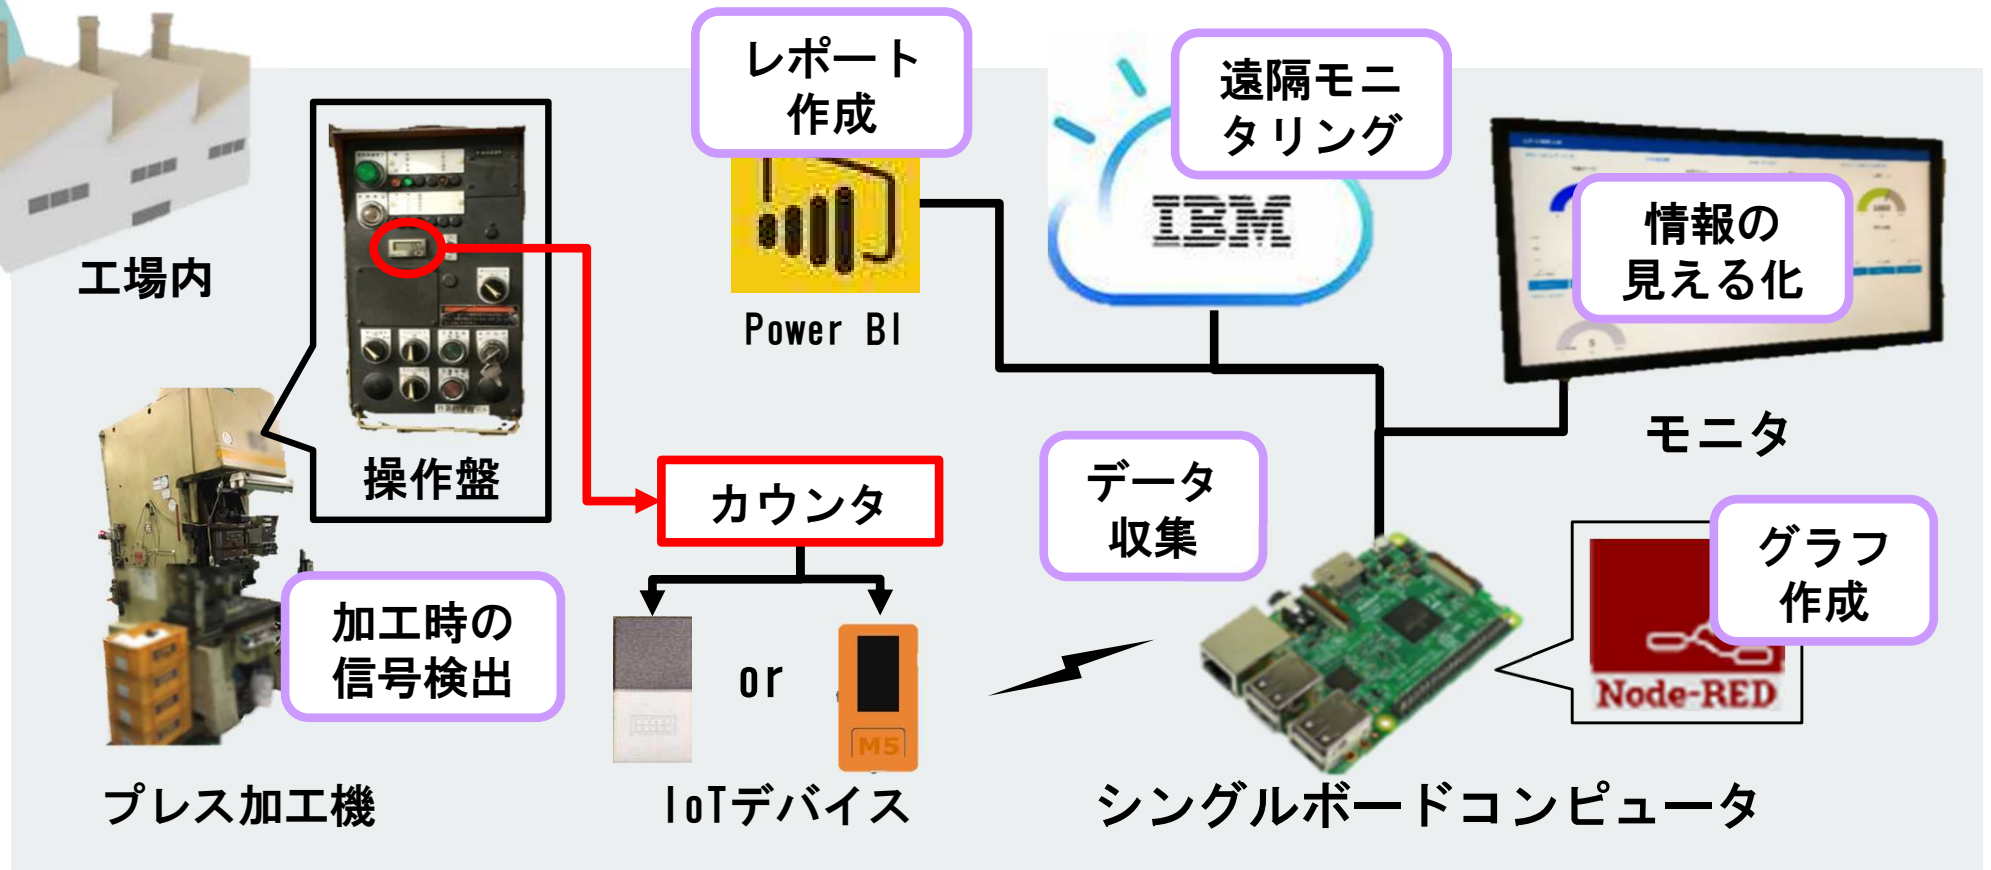 工場内
レポート
作成
Power BI
遠隔モニ
タリング
IBM
情報の
見える化
モニタ
操作盤
カウンタ
データ
収集
グラフ
作成
Node-RED
加工時の
信号検出
or
M5
プレス加工機
IoTデバイス
シングルボードコンピュータ